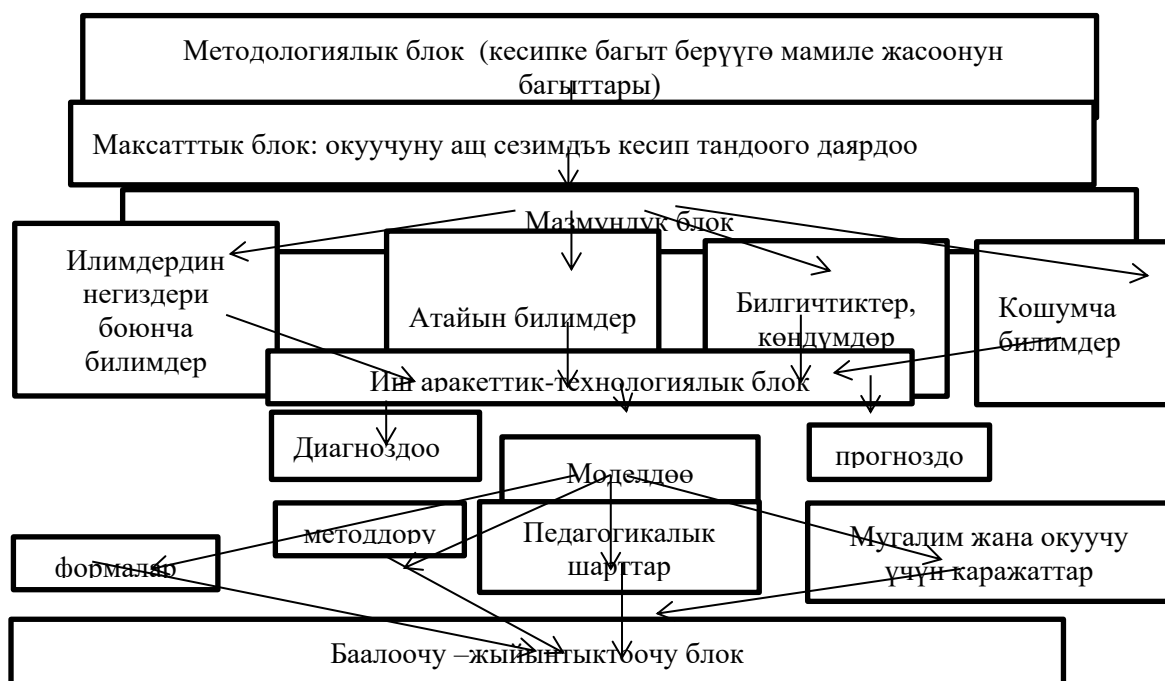 Методологиялык блок (кесипке багыт берүүгө мамиле жасоонун
багыттары)
Максатттык блок: окуучуну ащ сезимдъъ кесип тандоого даярдоо
Мазмундук блок
Илимдердин
негиздери
боюнча
билимдер
Атайын билимдер
Билгичтиктер,
көндүмдөр
Кошумча
билимдер
Иш аракеттик-технологиялык блок
Диагноздоо
Моделдөө
прогноздо
формалар
методдору
Педагогикалык
шарттар
Мугалим жана окуучу
үчүн каражаттар
Баалоочу –жыйынтыктоочу блок